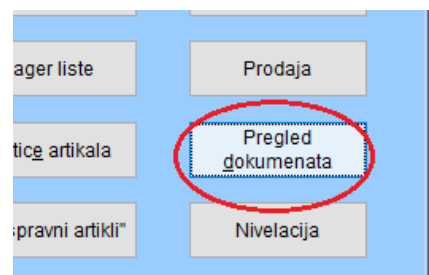 ager liste
Prodaja
tice artikala
Pregled
dokumenata
spravni artikli"
Nivelacija